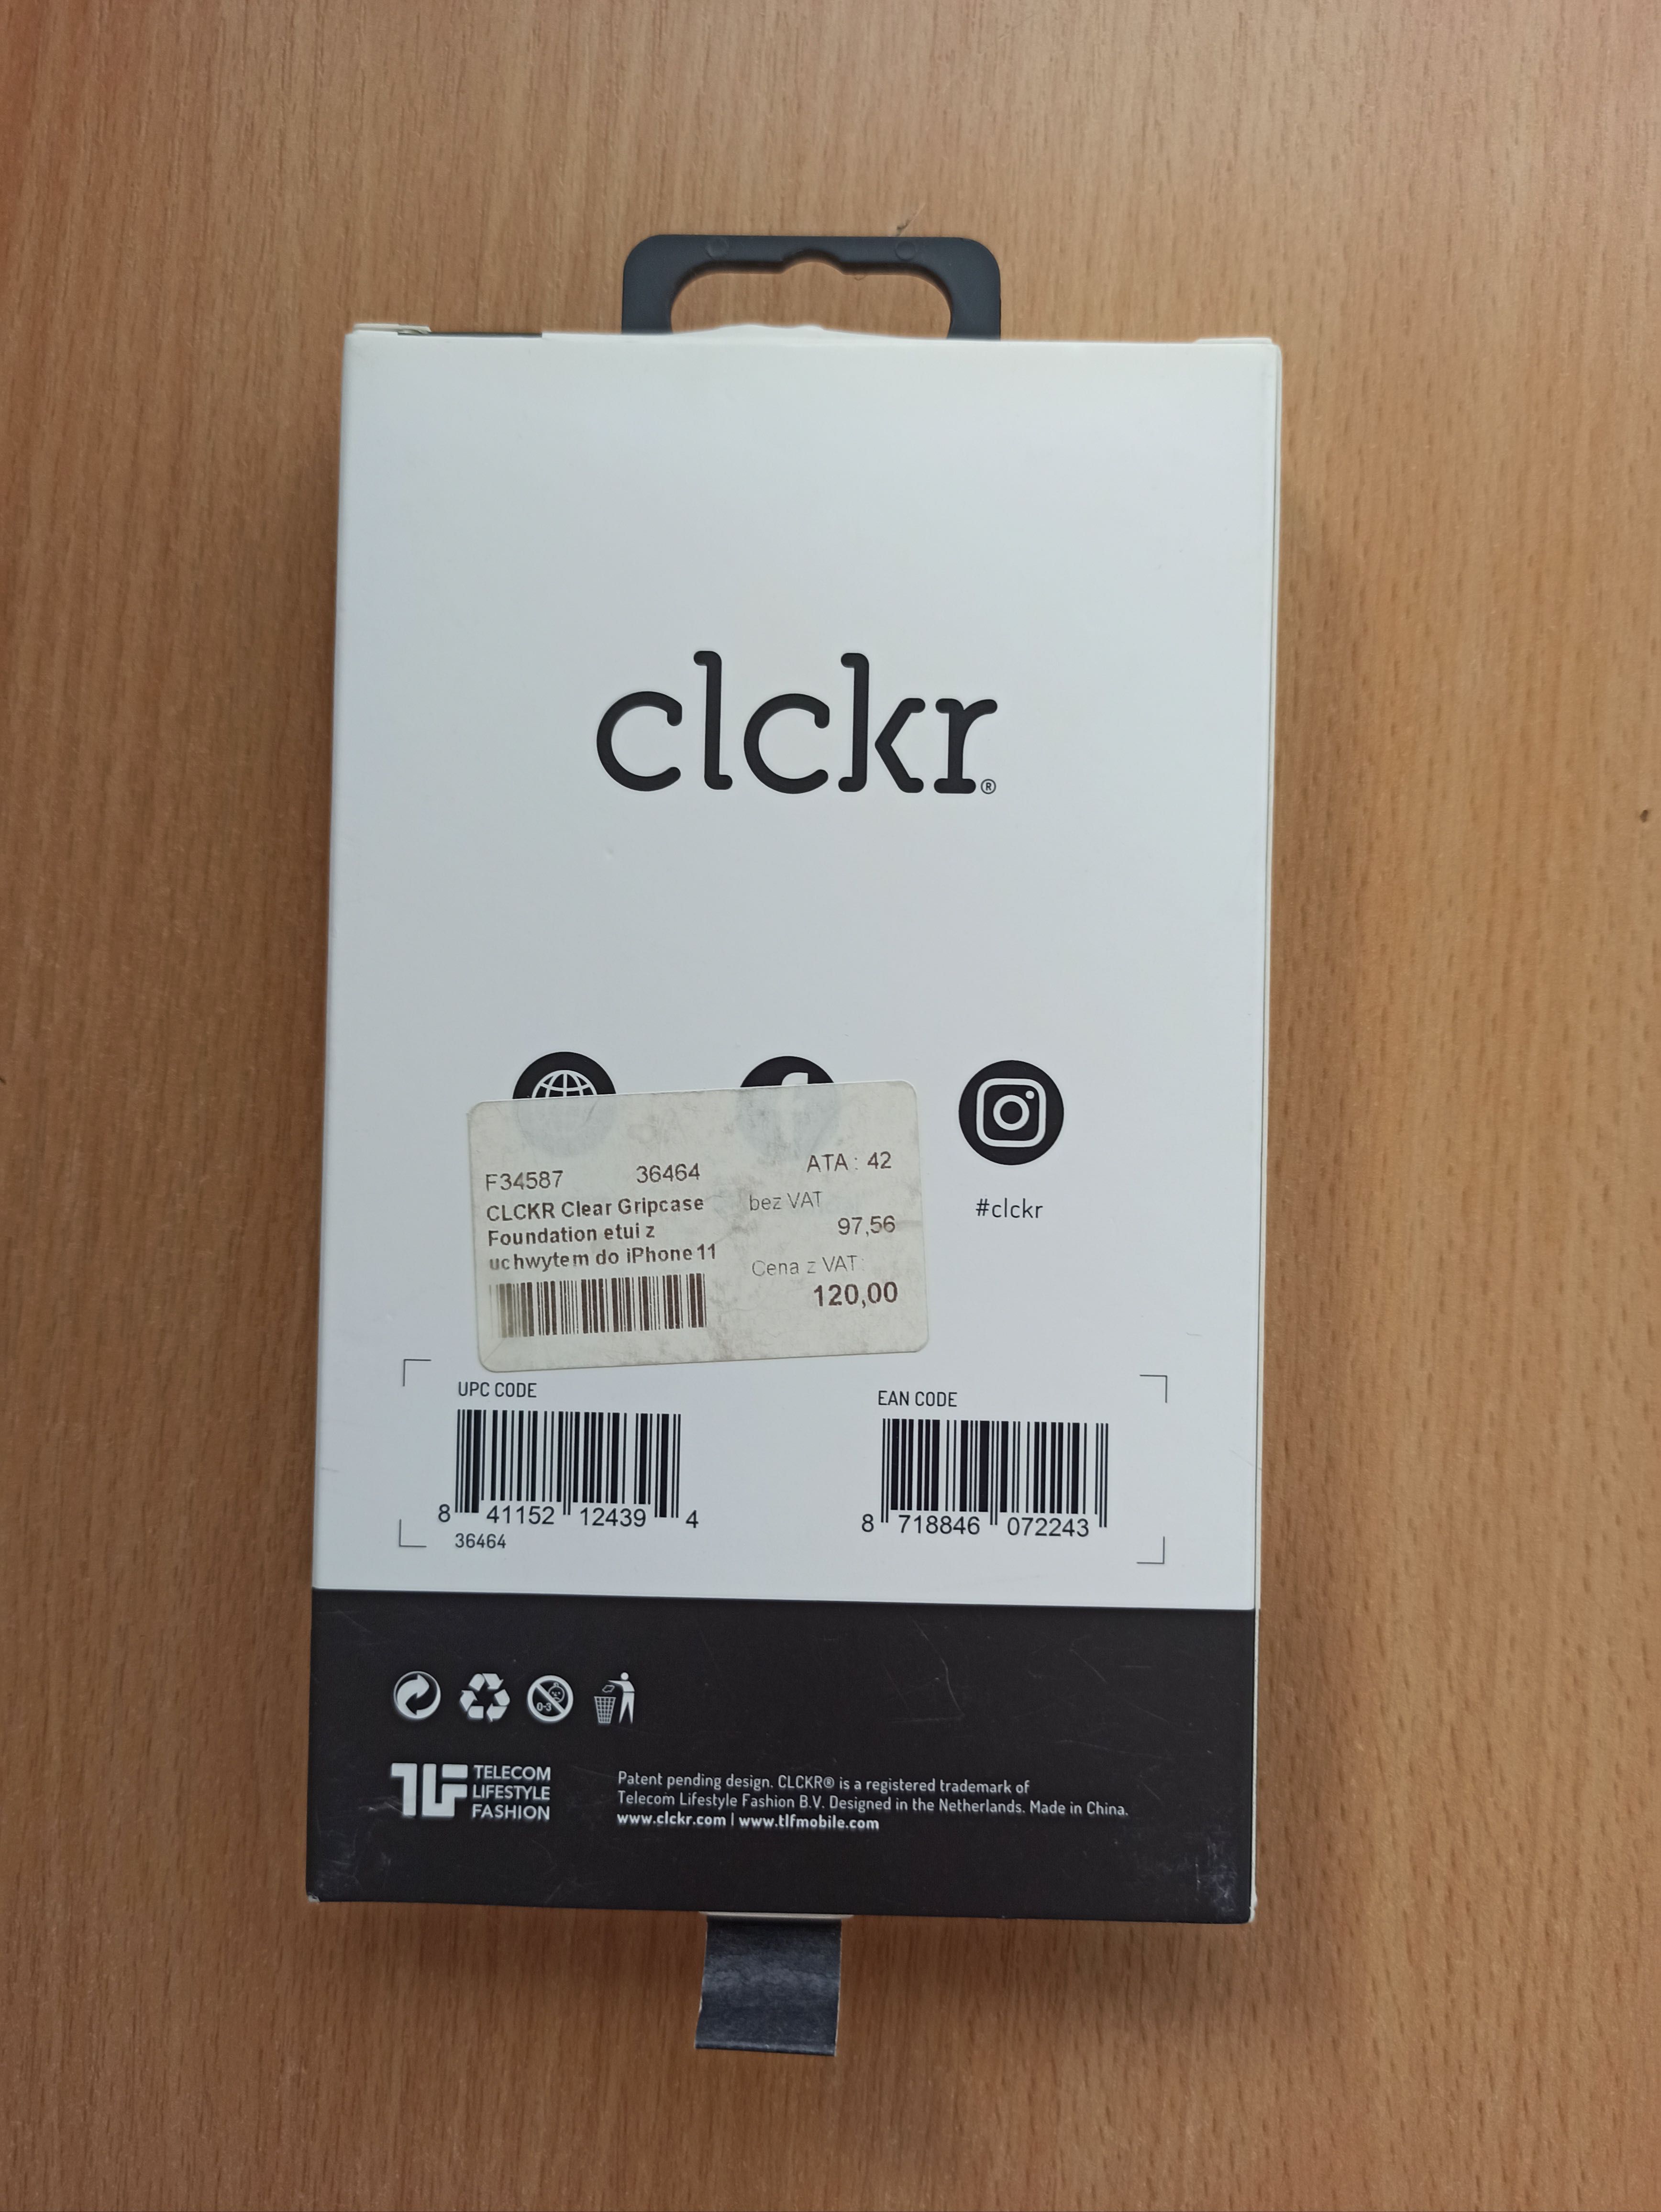 clckr®
#clckr
F34587 36464 ATA: 42
CLCKR Clear Gripcase
Foundation etui z
uchwytem do iPhone 11
bez VAT
97,56
Cena z VAT:
120,00
UPC CODE
8 41152 12439 4
36464
EAN CODE
8 718846 072243
0-3
TLF TELECOM
LIFESTYLE
FASHION
Patent pending design. CLCKR® is a registered trademark of
Telecom Lifestyle Fashion B.V. Designed in the Netherlands. Made in China.
www.clckr.com | www.tlfmobile.com